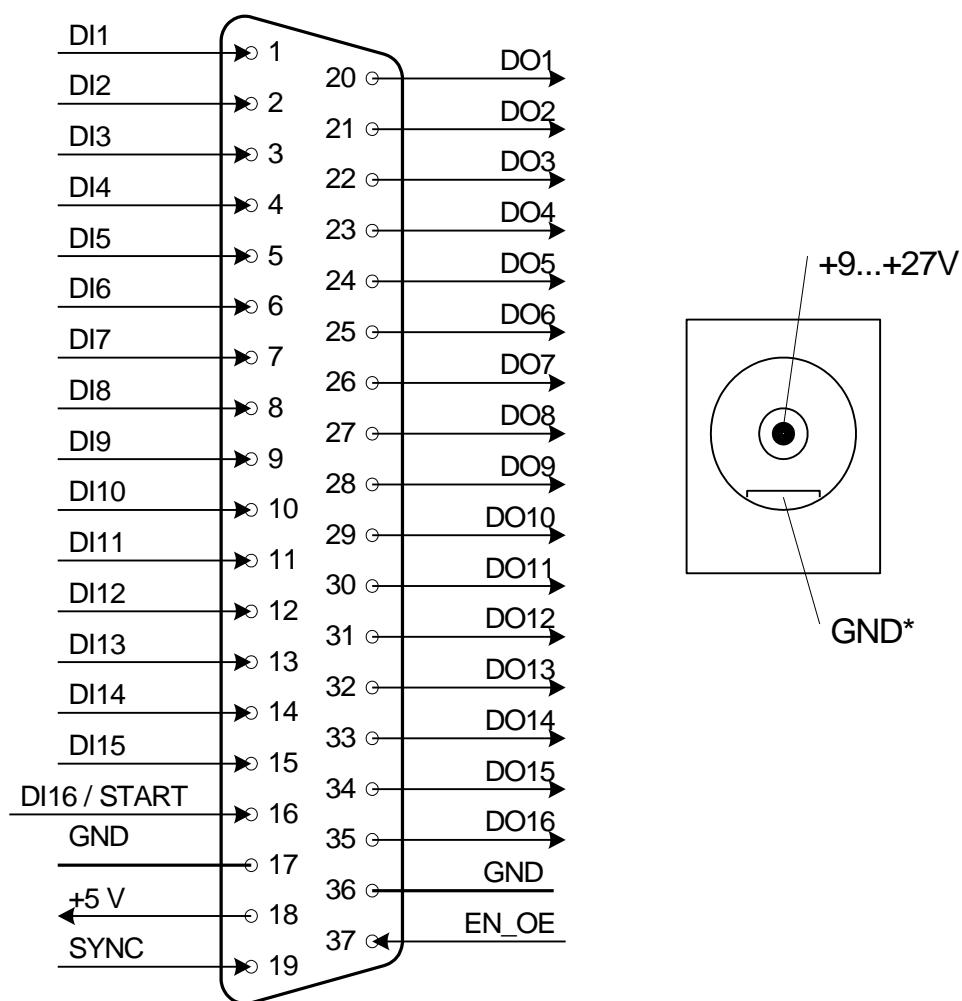 DI1
1
DI2
2
DI3
3
DI4
4
DI5
5
DI6
6
DI7
7
DI8
8
DI9
9
DI10
10
DI11
11
DI12
12
DI13
13
DI14
14
DI15
15
DI16 / START
16
GND
17
+5 V
18
SYNC
19
20
DO1
21
DO2
22
DO3
23
DO4
24
DO5
25
DO6
26
DO7
27
DO8
28
DO9
29
DO10
30
DO11
31
DO12
32
DO13
33
DO14
34
DO15
35
DO16
36
GND
37
EN_OE
+9...+27V
GND*